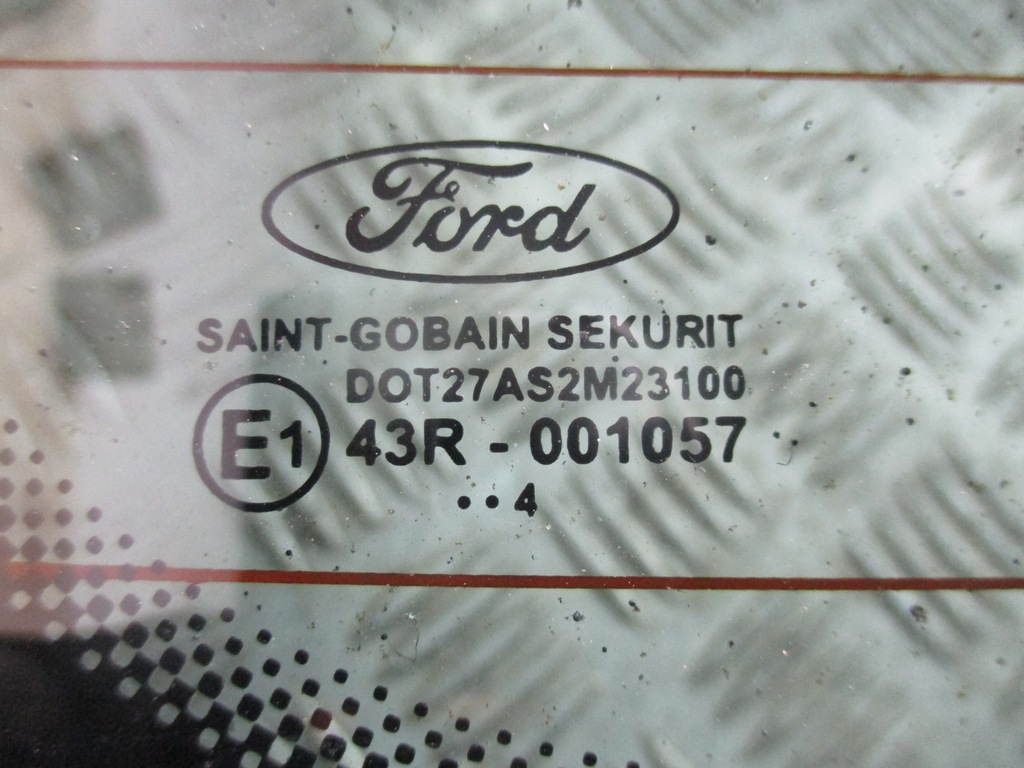 Ford
SAINT-GOBAIN SEKURIT
DOT27AS2M23100
E1 43R - 001057
••4